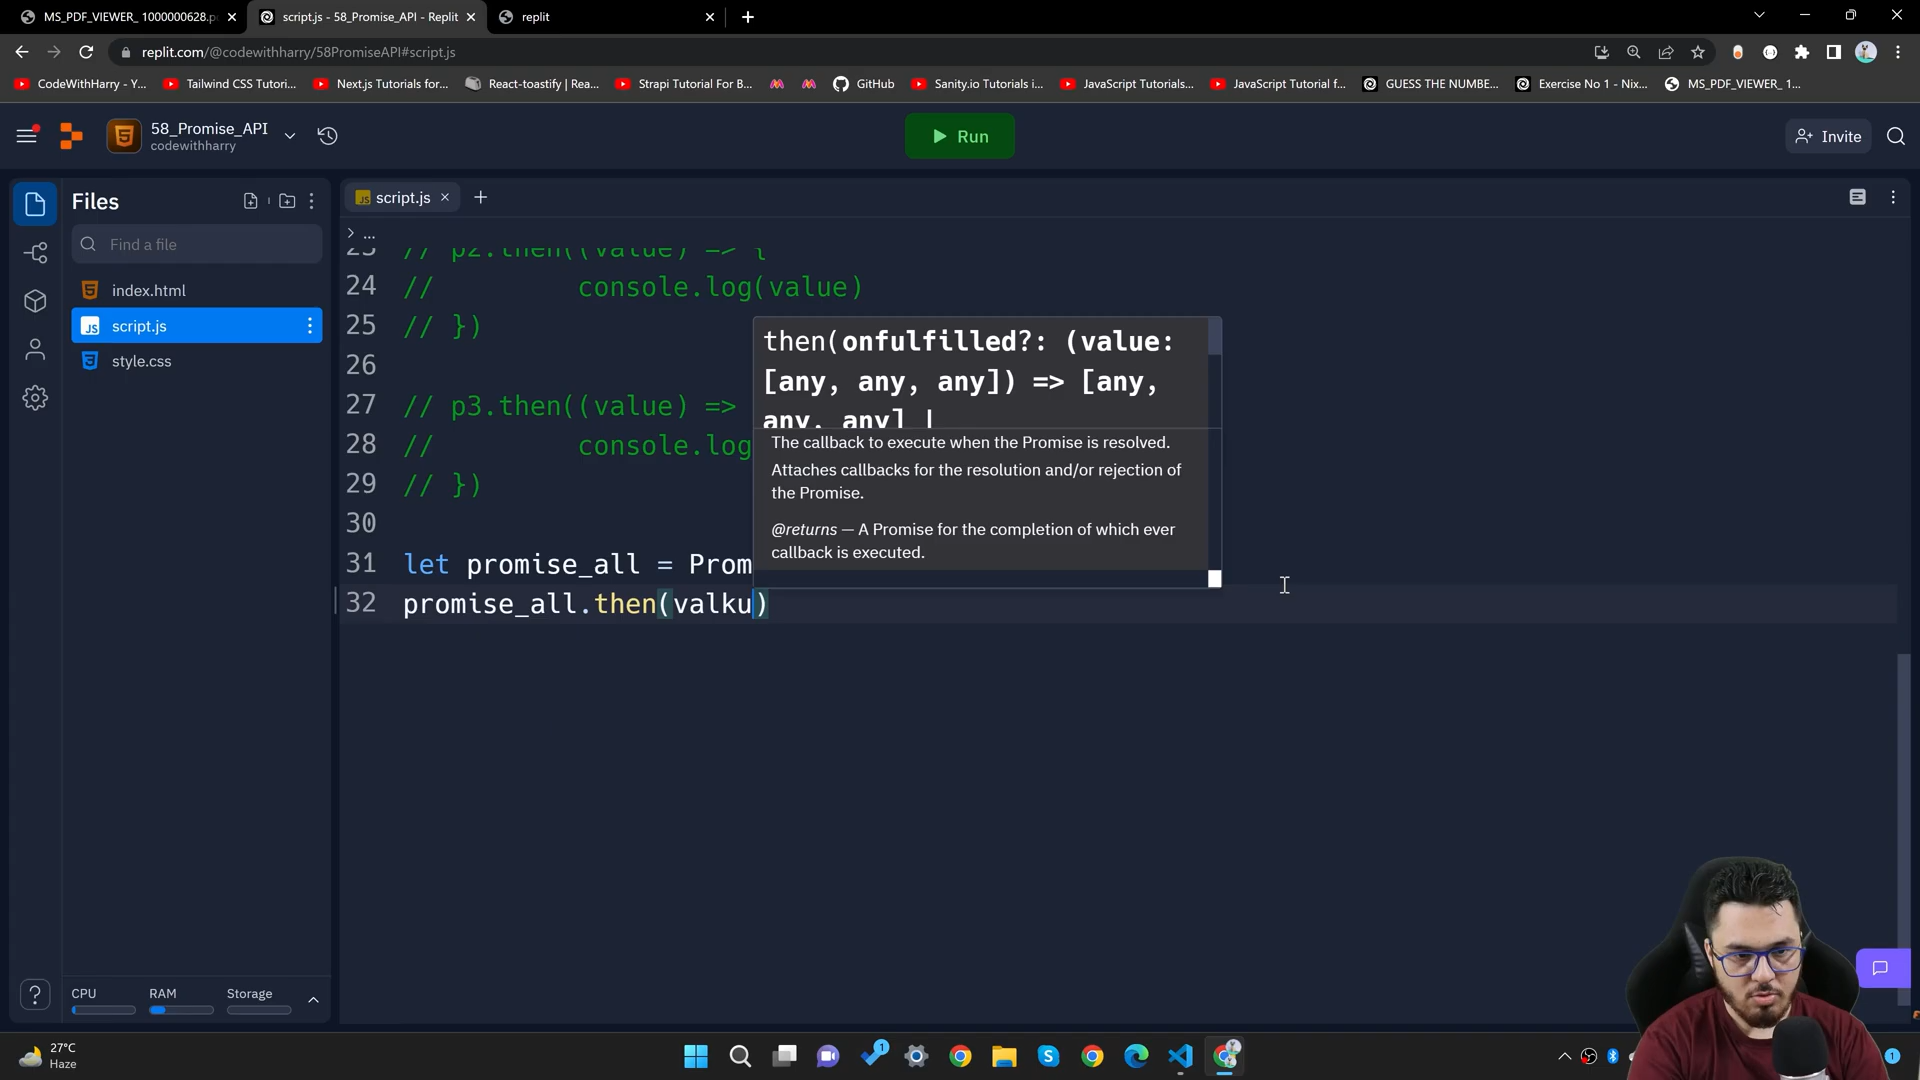 MS_PDF_VIEWER_ 1000000628.p
script.js - 58_Promise_API - Replit
replit
replit.com/@codewithharry/58PromiseAPI#script.js
CodeWithHarry - Y...
Tailwind CSS Tutori...
Next.js Tutorials for...
React-toastify | Rea...
Strapi Tutorial For B...
GitHub
Sanity.io Tutorials i...
JavaScript Tutorials...
JavaScript Tutorial f...
GUESS THE NUMBE...
Exercise No 1 - Nix...
MS_PDF_VIEWER_ 1...
58_Promise_API
codewithharry
Run
Invite
Files
script.js
Find a file
index.html
script.js
style.css
...
23 // p2.then((value) => {
24 // console.log(value)
25 // })
26
27 // p3.then((value) =>
28 // console.log
29 // })
30
31 let promise_all = Prom
32 promise_all.then(valku)
then(onfulfilled?: (value:
[any, any, any]) => [any,
any, any] |
The callback to execute when the Promise is resolved.
Attaches callbacks for the resolution and/or rejection of
the Promise.
@returns — A Promise for the completion of which ever
callback is executed.
CPU
RAM
Storage
27°C
Haze
1
1